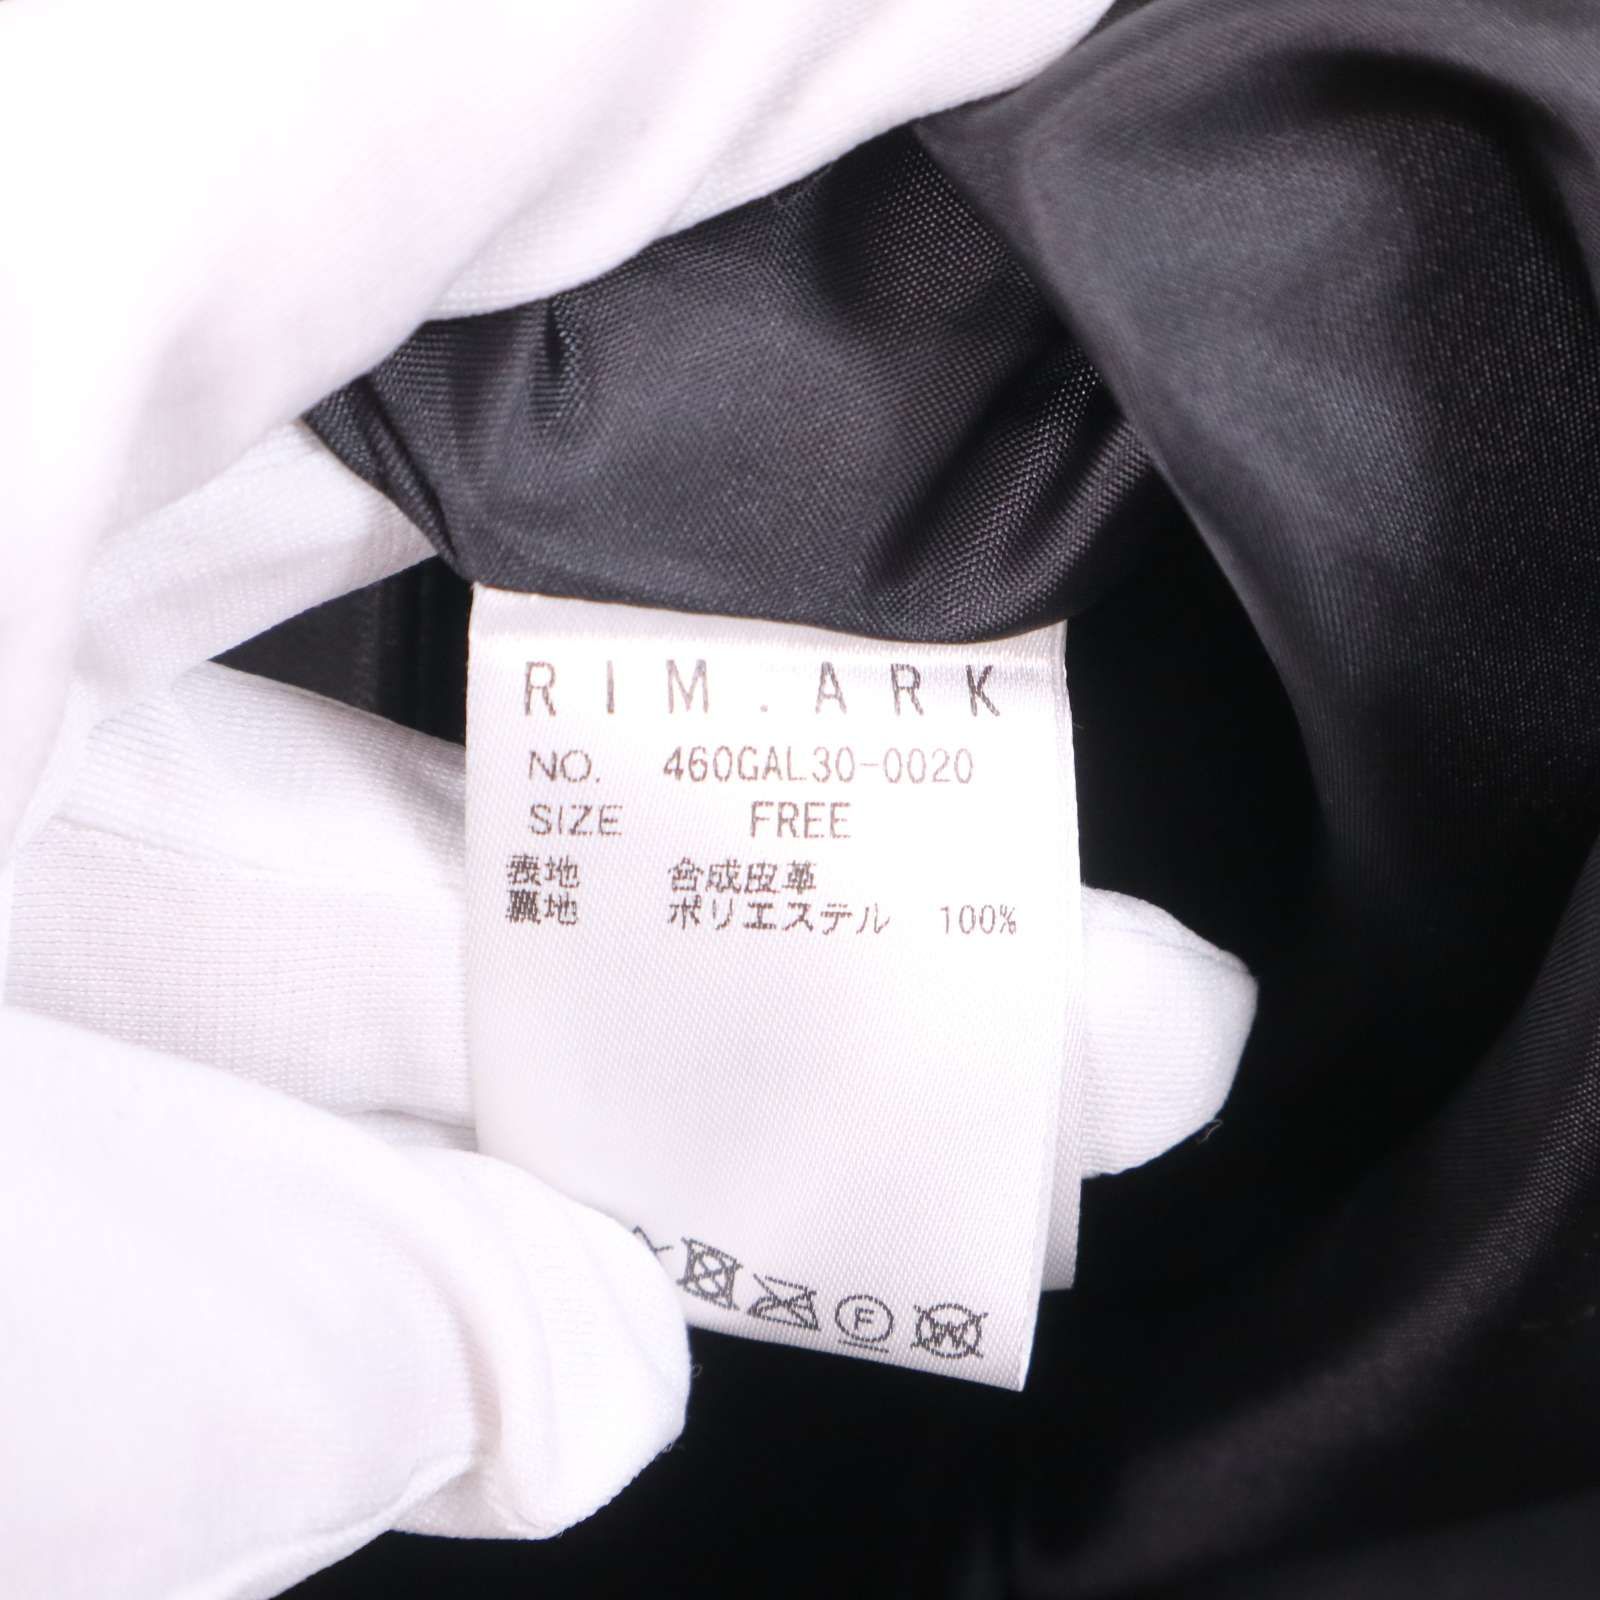 RIM.ARK
NO. 460GAL30-0020
SIZE FREE
表地 合成皮革
裏地 ポリエステル 100%
F
W